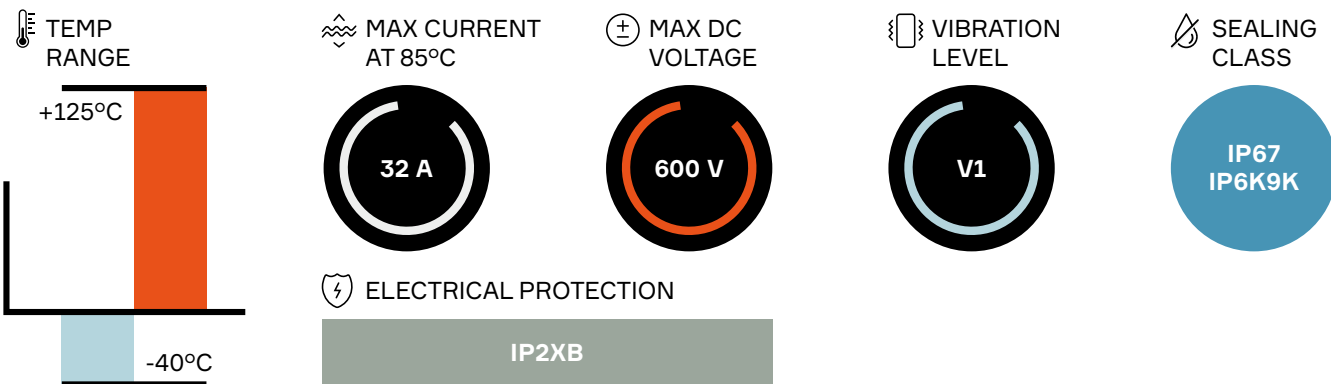 TEMP
RANGE
+125°C
-40°C
MAX CURRENT
AT 85°C
32 A
MAX DC
VOLTAGE
600 V
VIBRATION
LEVEL
V1
SEALING
CLASS
IP67
IP6K9K
ELECTRICAL PROTECTION
IP2XB